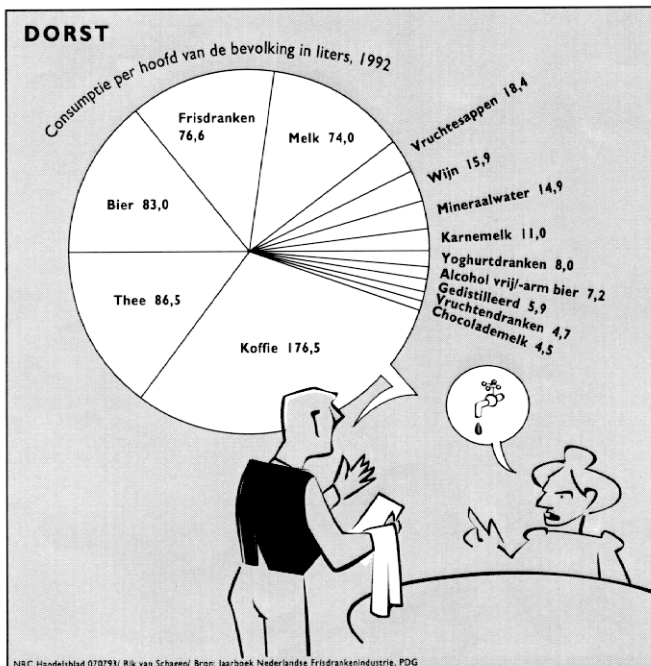 DORST
Consumptie per hoofd van de bevolking in liters, 1992
Frisdranken
76,6
Melk 74,0
Vruchtesappen 18,4
Wijn 15,9
Mineraalwater 14,9
Karnemelk 11,0
Yoghurtdranken 8,0
Alcohol vrij/-arm bier 7,2
Gedistilleerd 5,9
Vruchtendranken 4,7
Chocolademelk 4,5
Bier 83,0
Thee 86,5
Koffie 176,5
NRC Handelsblad 070793/ Rik van Schagen/ Bron: Jaarboek Nederlandse Frisdrankenindustrie, PDG